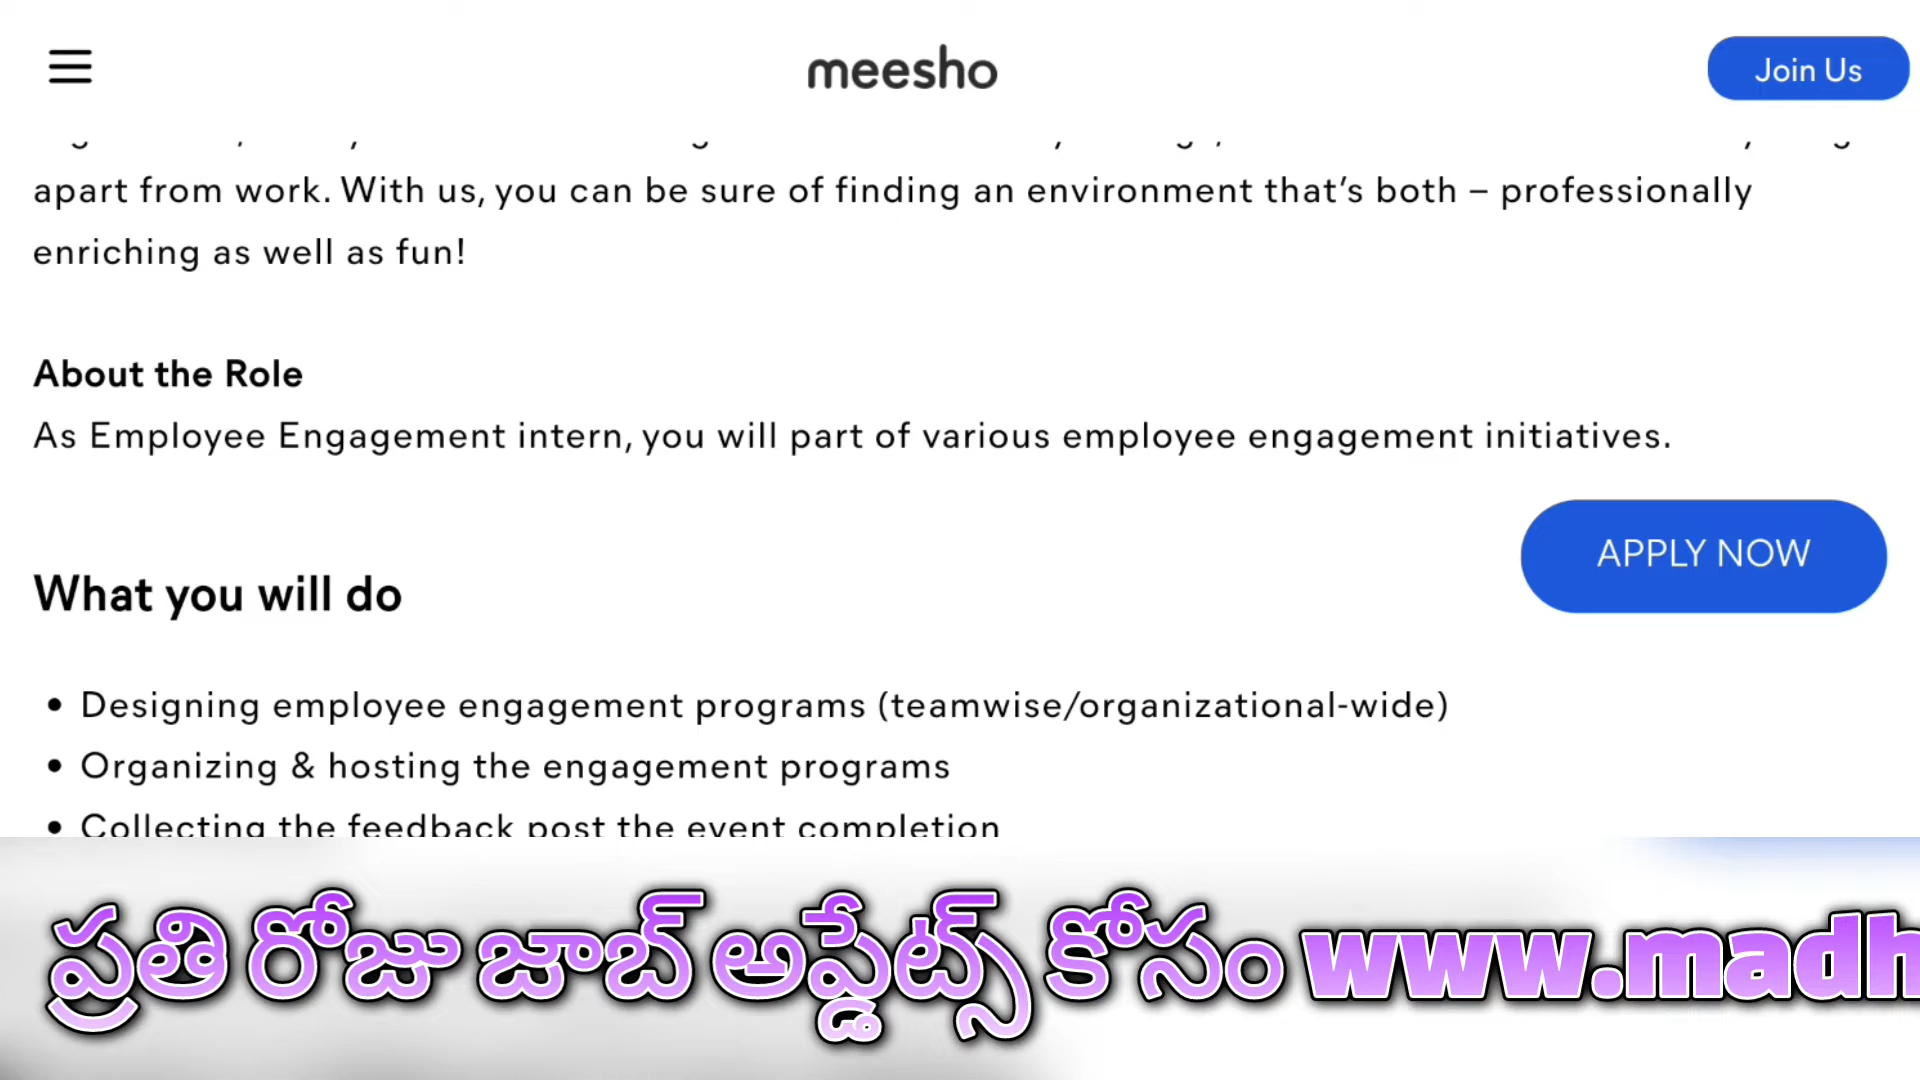 meesho
Join Us
apart from work. With us, you can be sure of finding an environment that’s both – professionally
enriching as well as fun!
About the Role
As Employee Engagement intern, you will part of various employee engagement initiatives.
APPLY NOW
What you will do
• Designing employee engagement programs (teamwise/organizational-wide)
• Organizing & hosting the engagement programs
• Collecting the feedback post the event completion
ప్రతి రోజు జాబ్ అప్డేట్స్ కోసం www.madh